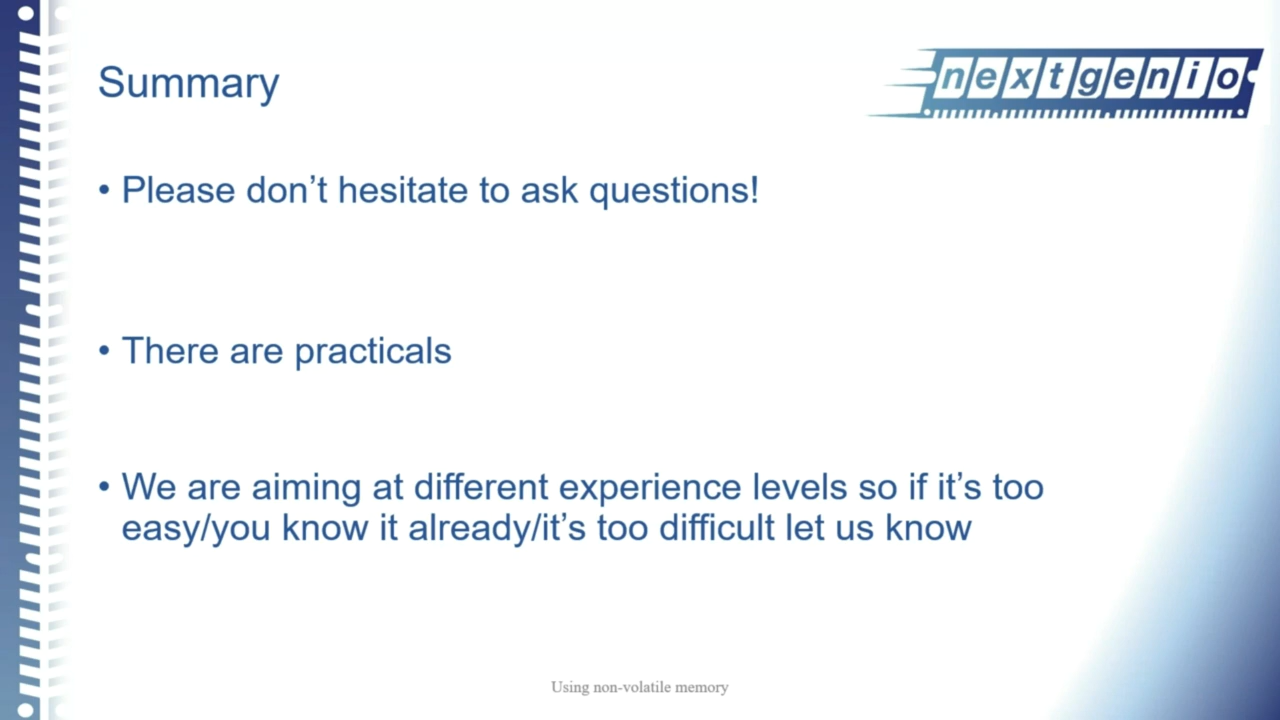 Summary
nextgenio
• Please don’t hesitate to ask questions!
• There are practicals
• We are aiming at different experience levels so if it’s too
easy/you know it already/it’s too difficult let us know
Using non-volatile memory